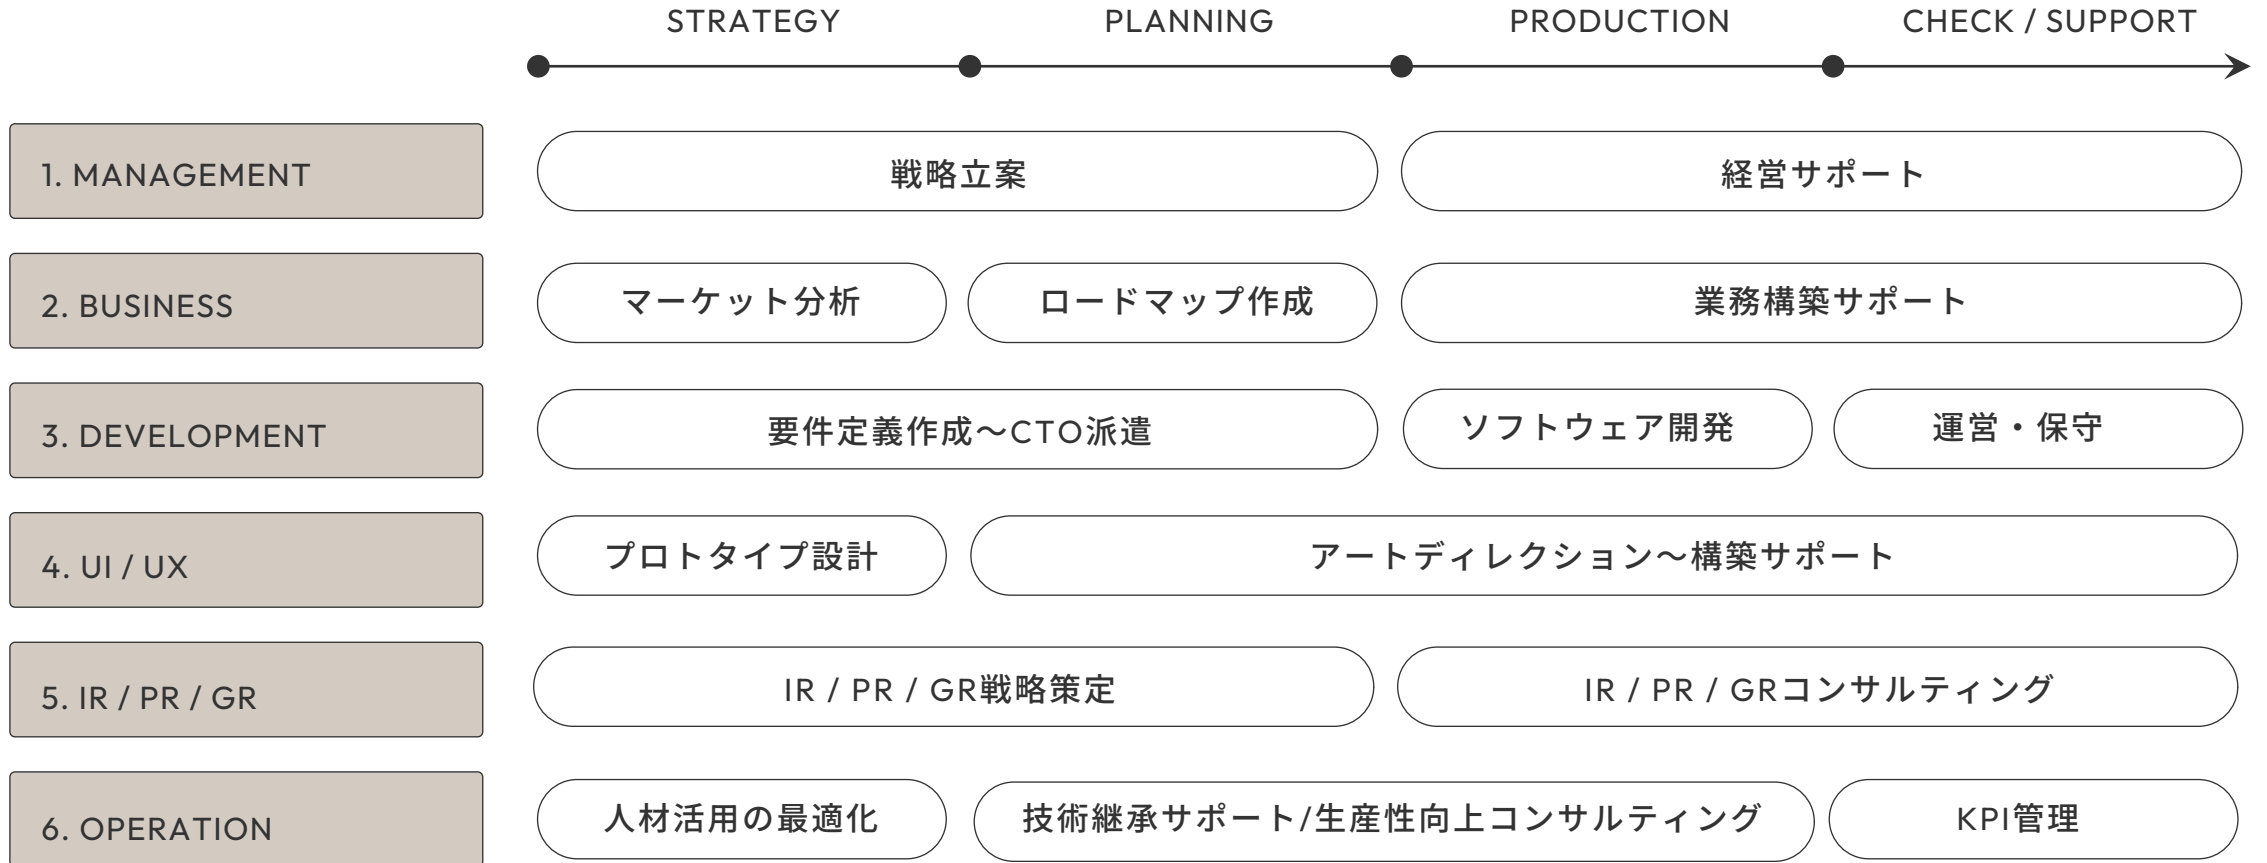 STRATEGY PLANNING PRODUCTION CHECK / SUPPORT
1. MANAGEMENT 戦略立案 経営サポート
2. BUSINESS マーケット分析 ロードマップ作成 業務構築サポート
3. DEVELOPMENT 要件定義作成〜CTO派遣 ソフトウェア開発 運営・保守
4. UI / UX プロトタイプ設計 アートディレクション〜構築サポート
5. IR / PR / GR IR / PR / GR戦略策定 IR / PR / GRコンサルティング
6. OPERATION 人材活用の最適化 技術継承サポート/生産性向上コンサルティング KPI管理